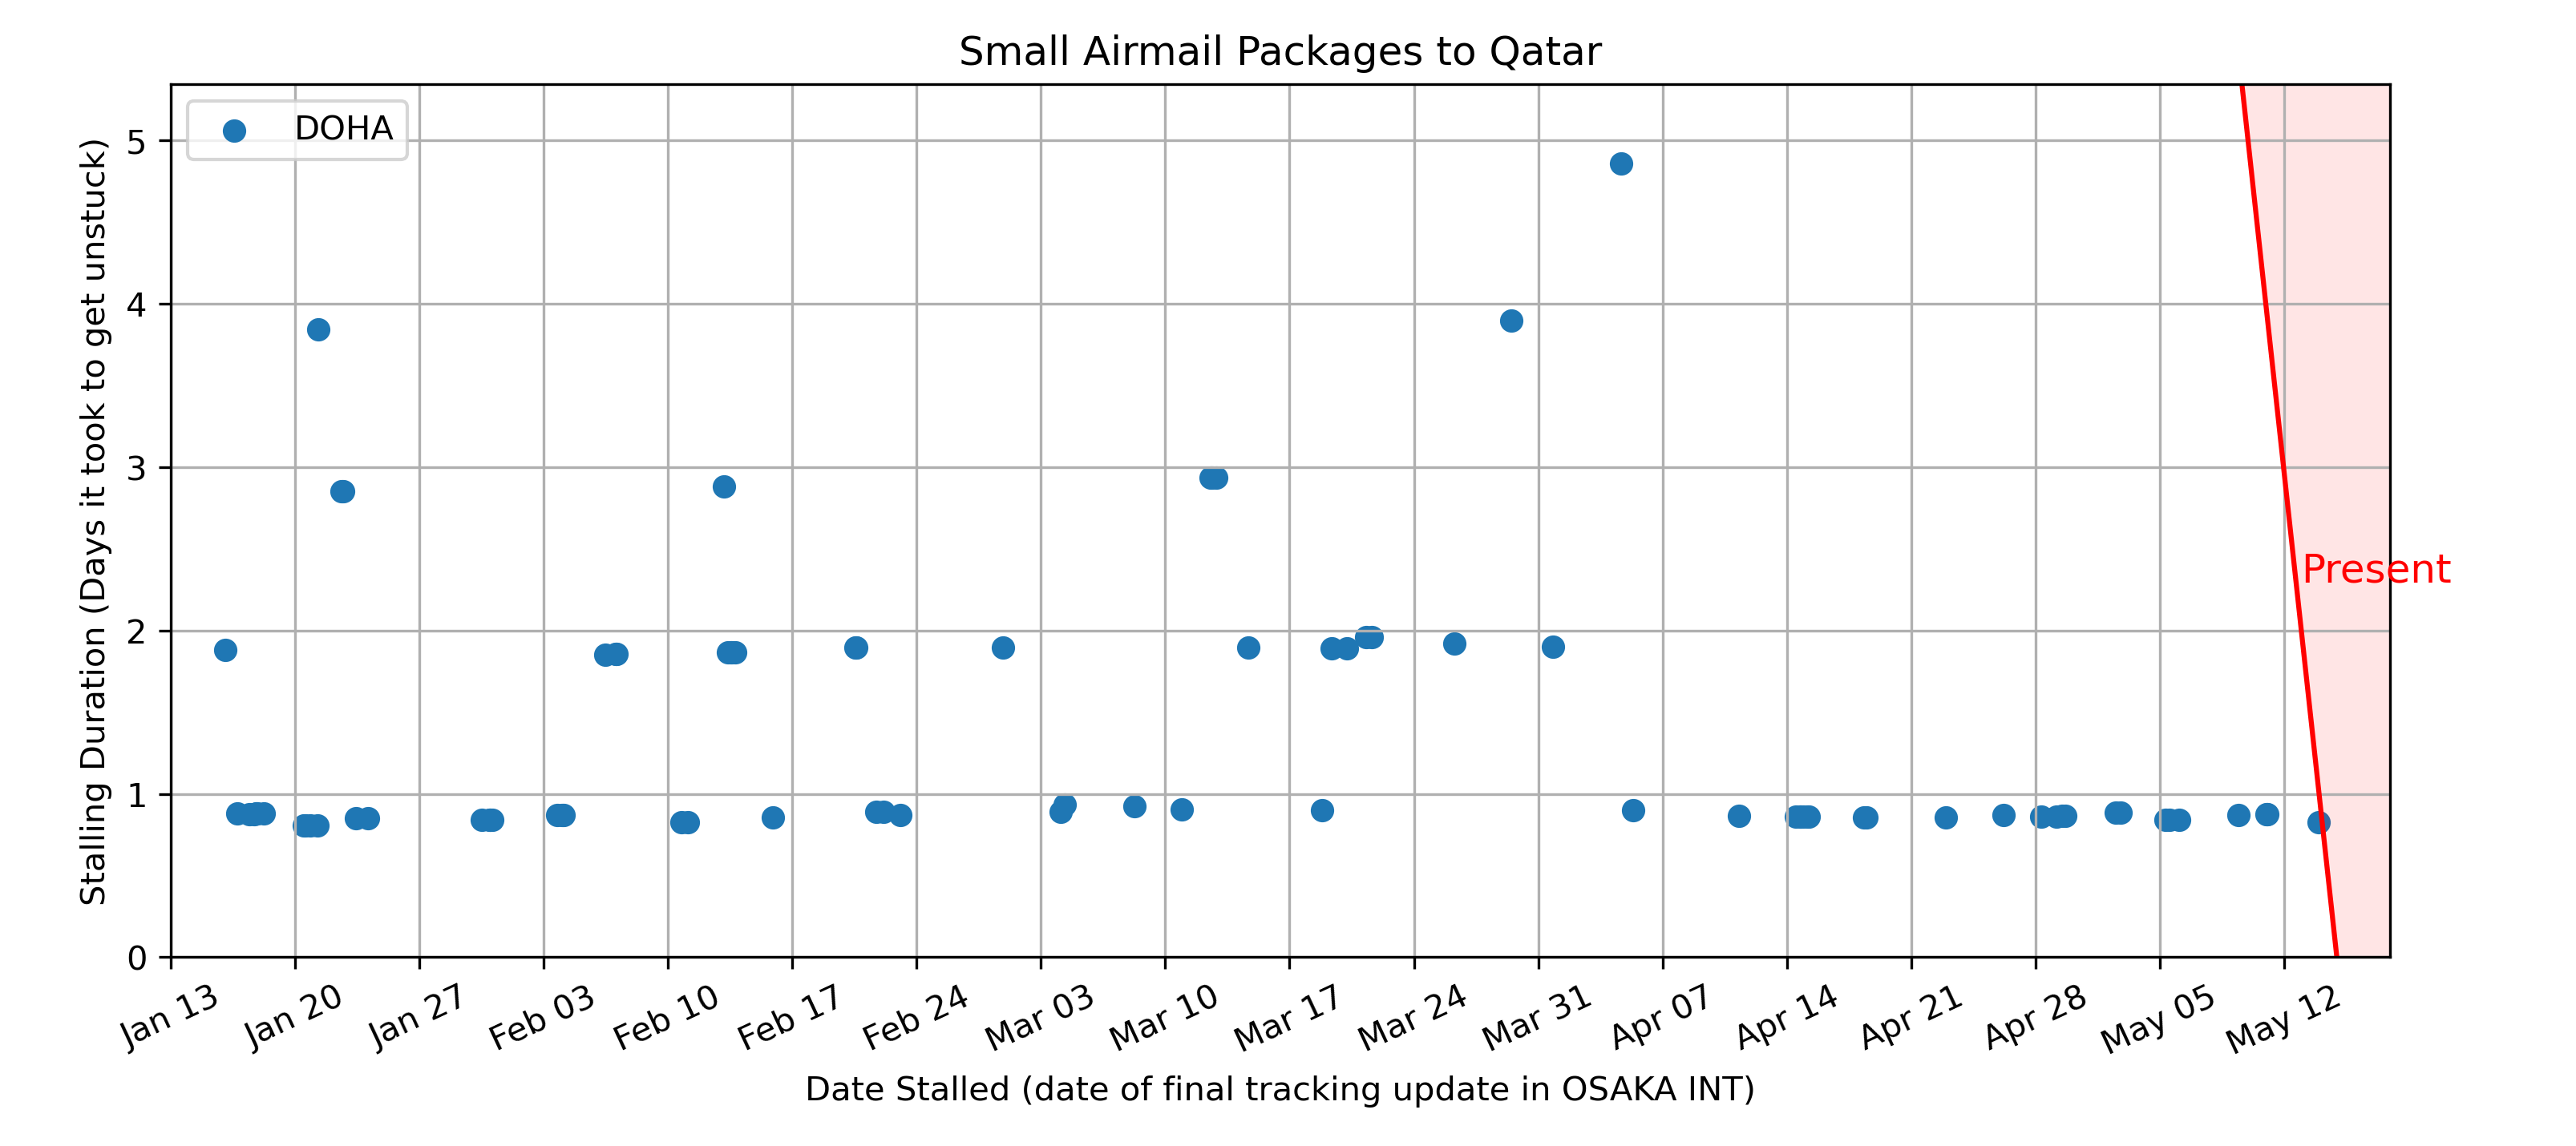 Small Airmail Packages to Qatar
DOHA
Stalling Duration (Days it took to get unstuck)
5
4
3
2
1
0
Present
Jan 13
Jan 20
Jan 27
Feb 03
Feb 10
Feb 17
Feb 24
Mar 03
Mar 10
Mar 17
Mar 24
Mar 31
Apr 07
Apr 14
Apr 21
Apr 28
May 05
May 12
Date Stalled (date of final tracking update in OSAKA INT)